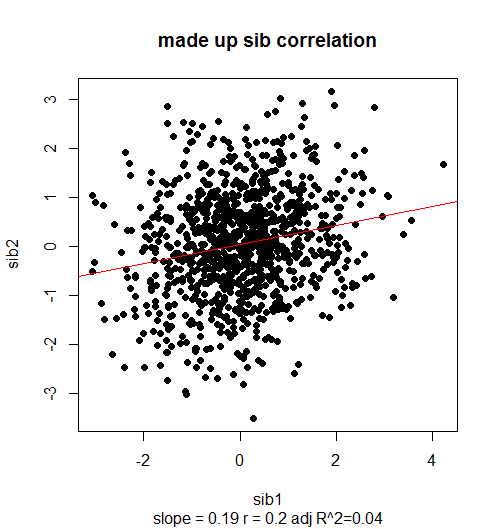 made up sib correlation
3
2
1
0
-1
-2
-3
sib2
-2 0 2 4
sib1
slope = 0.19 r = 0.2 adj R^2=0.04